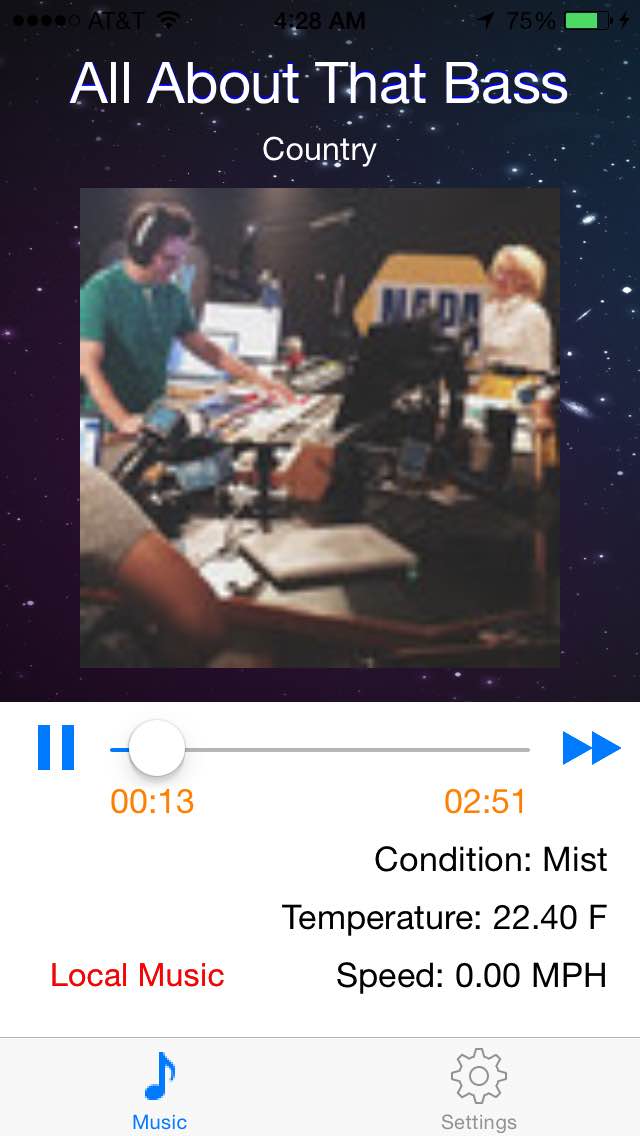 AT&T 4:28 AM 75%
All About That Bass
Country
NAPA
00:13 02:51
Condition: Mist
Temperature: 22.40 F
Local Music Speed: 0.00 MPH
Music Settings